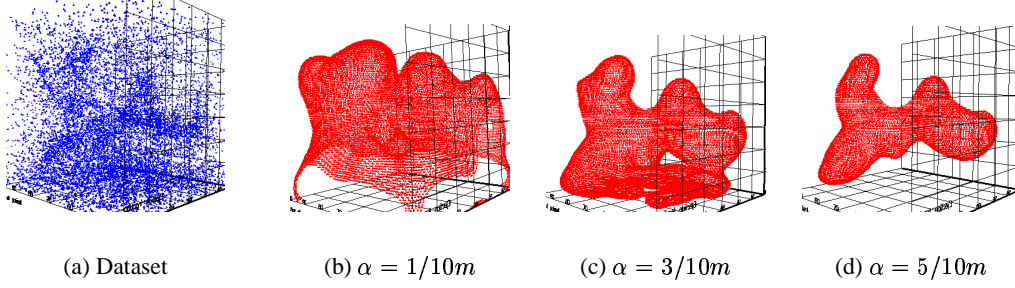 (a) Dataset
(b) α = 1/10m
(c) α = 3/10m
(d) α = 5/10m